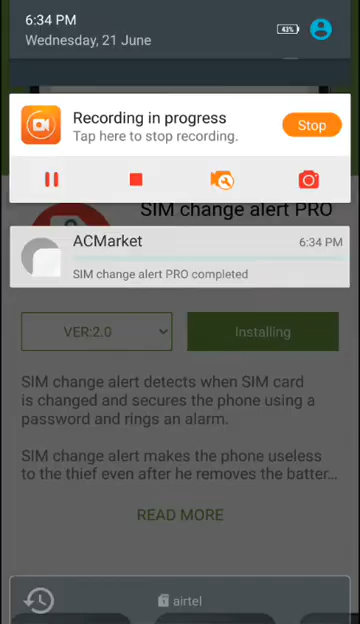 6:34 PM
43%
Wednesday, 21 June
Recording in progress
Tap here to stop recording.
Stop
SIM change alert PRO
ACMarket
6:34 PM
SIM change alert PRO completed
VER:2.0
Installing
SIM change alert detects when SIM card
is changed and secures the phone using a
password and rings an alarm.
SIM change alert makes the phone useless
to the thief even after he removes the batter...
READ MORE
airtel